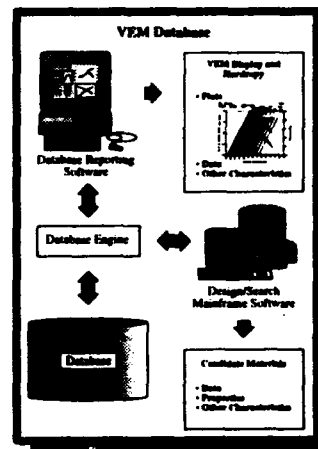 VEM Database
VEM Display and
Hardcopy
• Plots
• Data
• Other Characteristics
Database Reporting
Software
Database Engine
Design/Search
Mainframe Software
Database
Candidate Materials
• Data
• Properties
• Other Characteristics